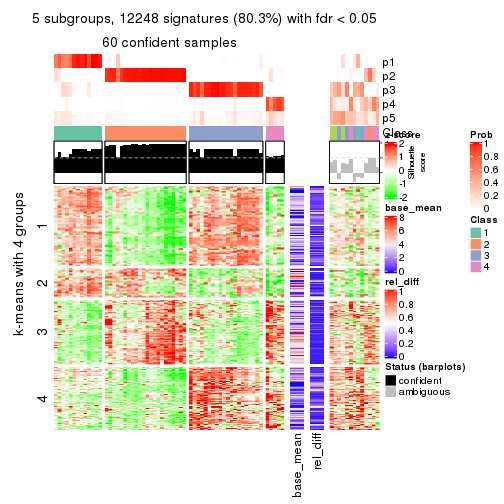 5 subgroups, 12248 signatures (80.3%) with fdr < 0.05
60 confident samples
p1
p2
p3
p4
p5
Class
Silhouette
score
k-means with 4 groups
1
2
3
4
base_mean
rel_diff
z-score
2
1
0
-1
-2
base_mean
8
6
4
2
0
rel_diff
1
0.8
0.6
0.4
0.2
0
Status (barplots)
confident
ambiguous
Prob
1
0.8
0.6
0.4
0.2
0
Class
1
2
3
4